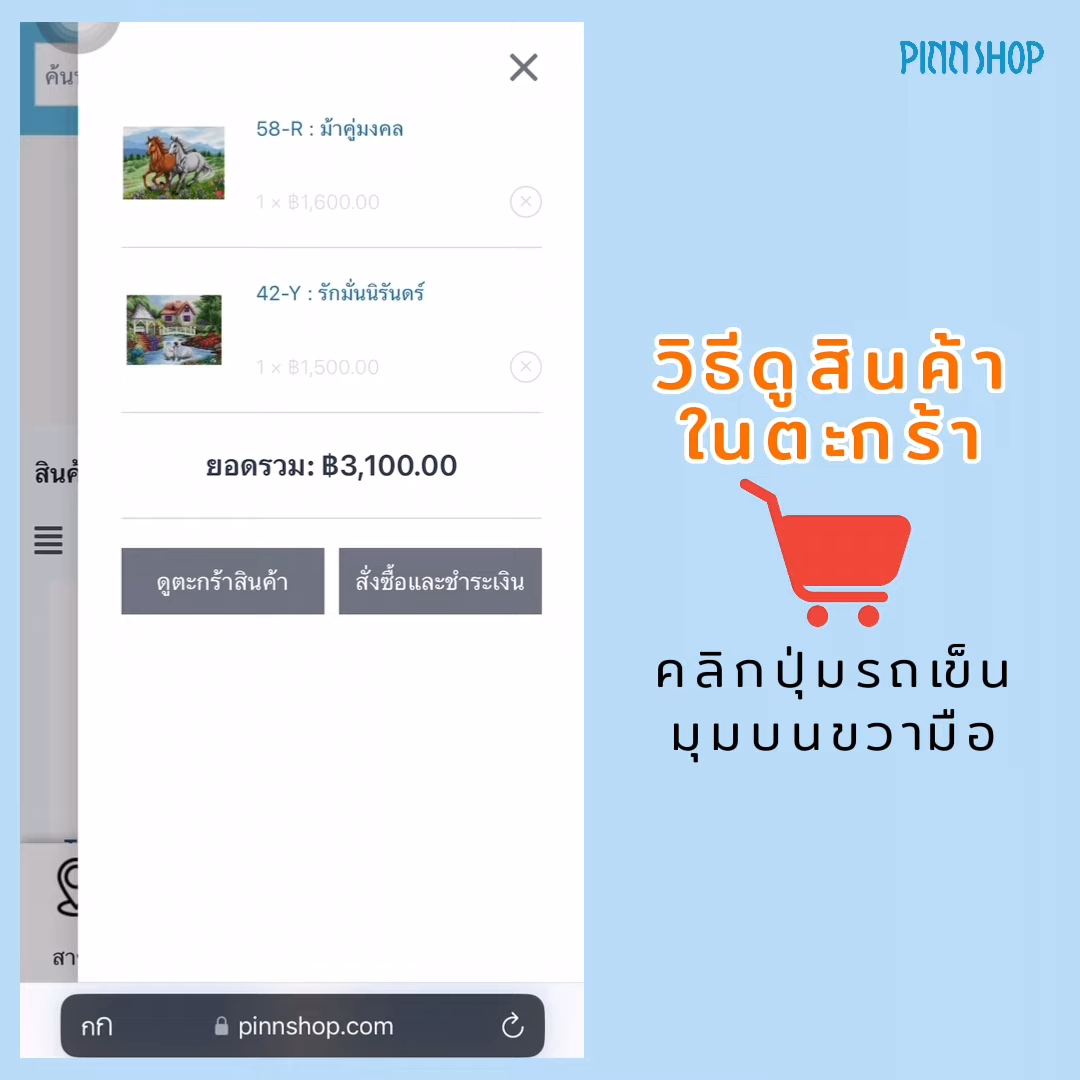 PINN SHOP
58-R : ม้าคู่มงคล
1 × ฿1,600.00
42-Y : รักมั่นนิรันดร์
1 × ฿1,500.00
ยอดรวม: ฿3,100.00
ดูตะกร้าสินค้า
สั่งซื้อและชำระเงิน
กก
pinnshop.com
วิธีดูสินค้า
ในตะกร้า
คลิกปุ่มรถเข็น
มุมบนขวามือ